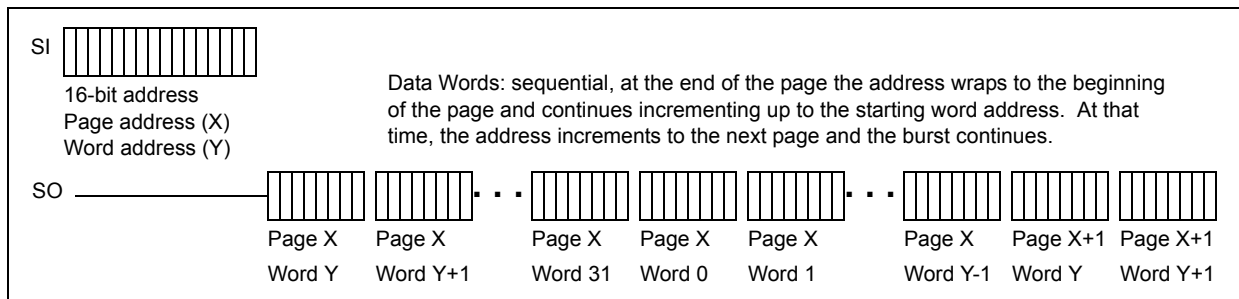 SI
16-bit address
Page address (X)
Word address (Y)
Data Words: sequential, at the end of the page the address wraps to the beginning
of the page and continues incrementing up to the starting word address. At that
time, the address increments to the next page and the burst continues.
SO
. . . . . .
Page X Page X Page X Page X Page X Page X Page X+1 Page X+1
Word Y Word Y+1 Word 31 Word 0 Word 1 Word Y-1 Word Y Word Y+1